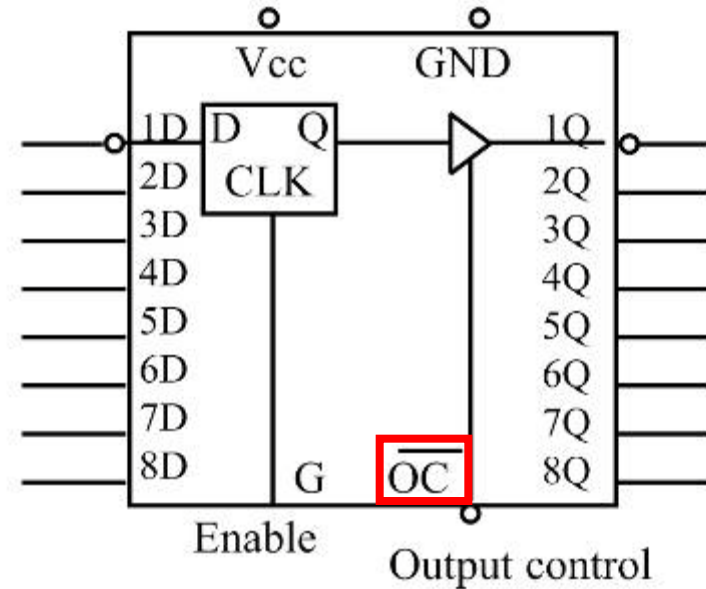 Vcc GND
1D D Q 1Q
CLK
2D 2Q
3D 3Q
4D 4Q
5D 5Q
6D 6Q
7D 7Q
8D G O̅C̅ 8Q
Enable
Output control